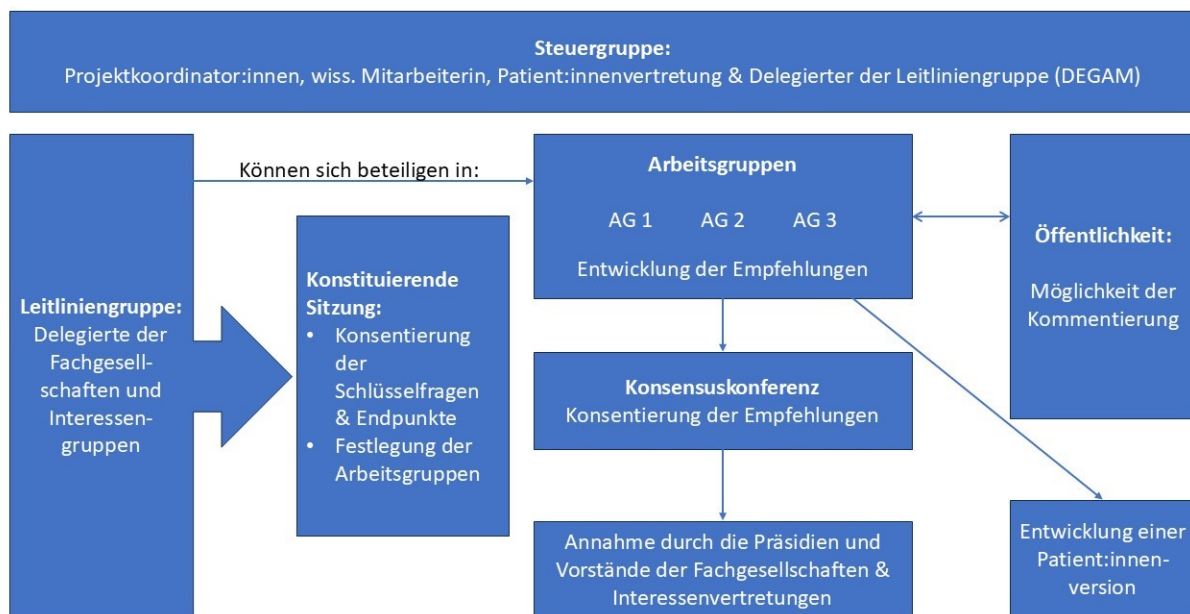 Steuergruppe:
Projektkoordinator:innen, wiss. Mitarbeiterin, Patient:innenvertretung & Delegierter der Leitliniengruppe (DEGAM)
Leitliniengruppe:
Delegierte der
Fachgesell-
schaften und
Interessen-
gruppen
Können sich beteiligen in:
Konstituierende
Sitzung:
• Konsentierung
der
Schlüsselfragen
& Endpunkte
• Festlegung der
Arbeitsgruppen
Arbeitsgruppen
AG 1 AG 2 AG 3
Entwicklung der Empfehlungen
Konsensuskonferenz
Konsentierung der Empfehlungen
Annahme durch die Präsidien und
Vorstände der Fachgesellschaften &
Interessenvertretungen
Öffentlichkeit:
Möglichkeit der
Kommentierung
Entwicklung einer
Patient:innen-
version